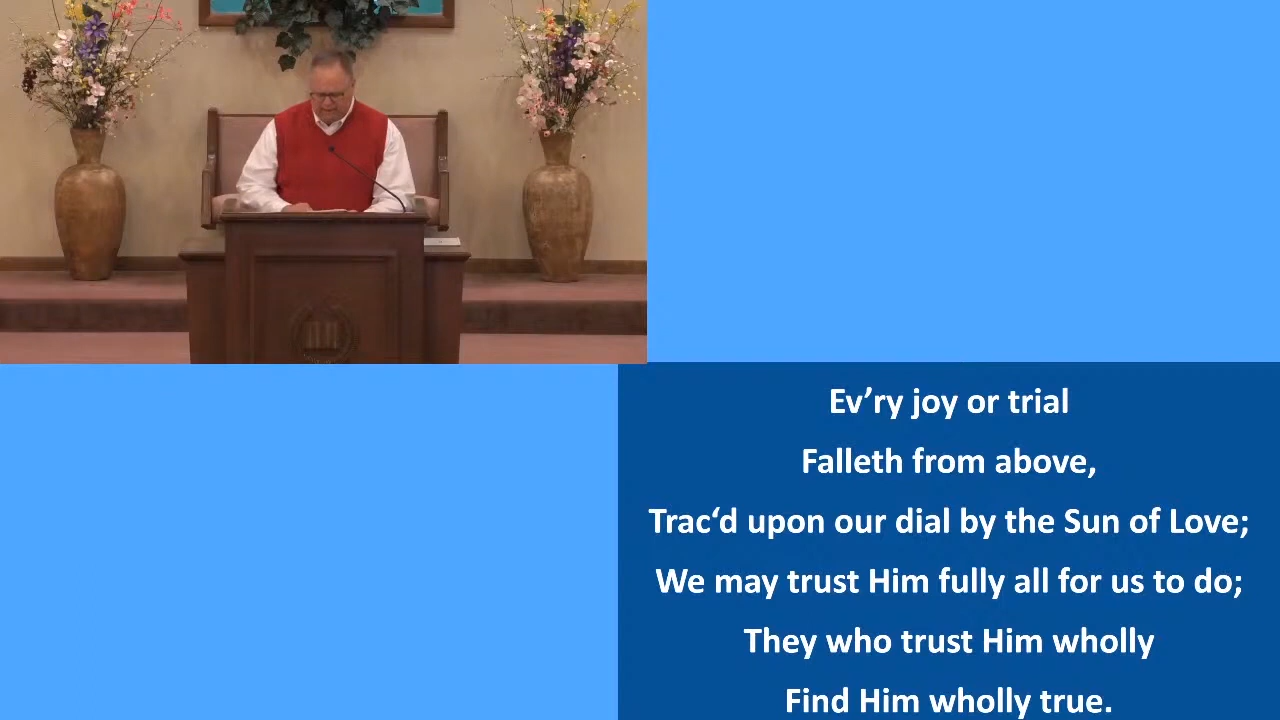 Ev’ry joy or trial
Falleth from above,
Trac‘d upon our dial by the Sun of Love;
We may trust Him fully all for us to do;
They who trust Him wholly
Find Him wholly true.